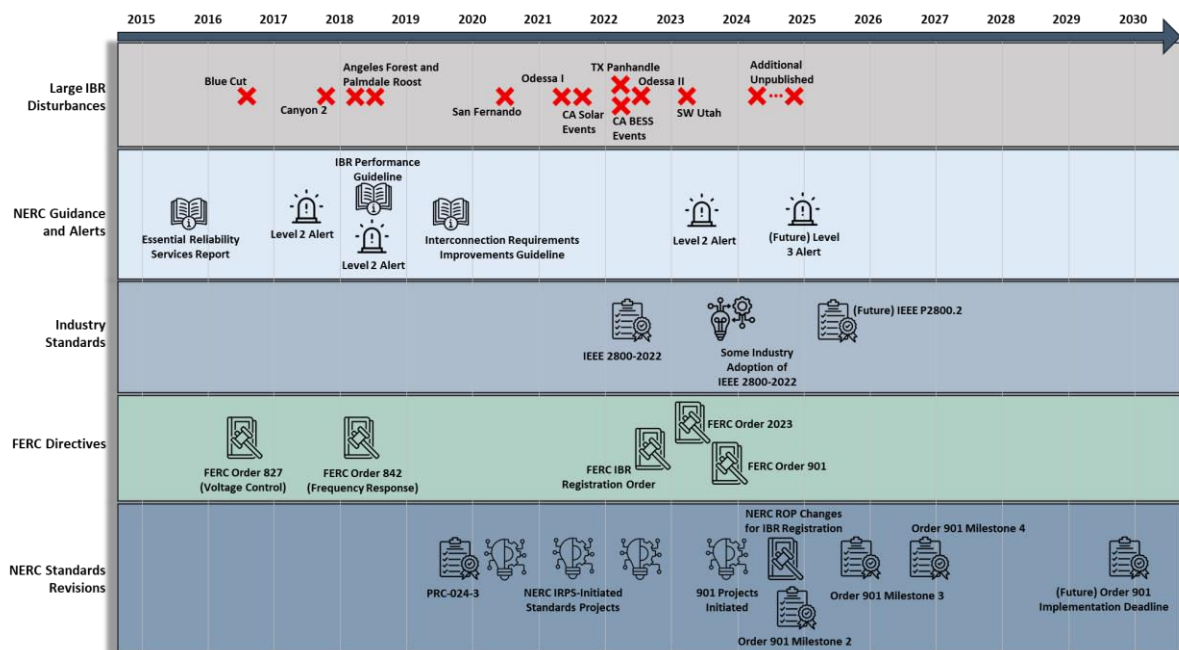 2015 2016 2017 2018 2019 2020 2021 2022 2023 2024 2025 2026 2027 2028 2029 2030
Large IBR
Disturbances
Blue Cut
Canyon 2
Angeles Forest and
Palmdale Roost
San Fernando
Odessa I
CA Solar
Events
TX Panhandle
CA BESS
Events
Odessa II
SW Utah
Additional
Unpublished
NERC Guidance
and Alerts
Essential Reliability
Services Report
Level 2 Alert
IBR Performance
Guideline
Level 2 Alert
Interconnection Requirements
Improvements Guideline
Level 2 Alert
(Future) Level
3 Alert
Industry
Standards
IEEE 2800-2022
Some Industry
Adoption of
IEEE 2800-2022
(Future) IEEE P2800.2
FERC Directives
FERC Order 827
(Voltage Control)
FERC Order 842
(Frequency Response)
FERC IBR
Registration Order
FERC Order 2023
FERC Order 901
NERC Standards
Revisions
PRC-024-3
NERC IRPS-Initiated
Standards Projects
901 Projects
Initiated
NERC ROP Changes
for IBR Registration
Order 901 Milestone 2
Order 901 Milestone 3
Order 901 Milestone 4
(Future) Order 901
Implementation Deadline